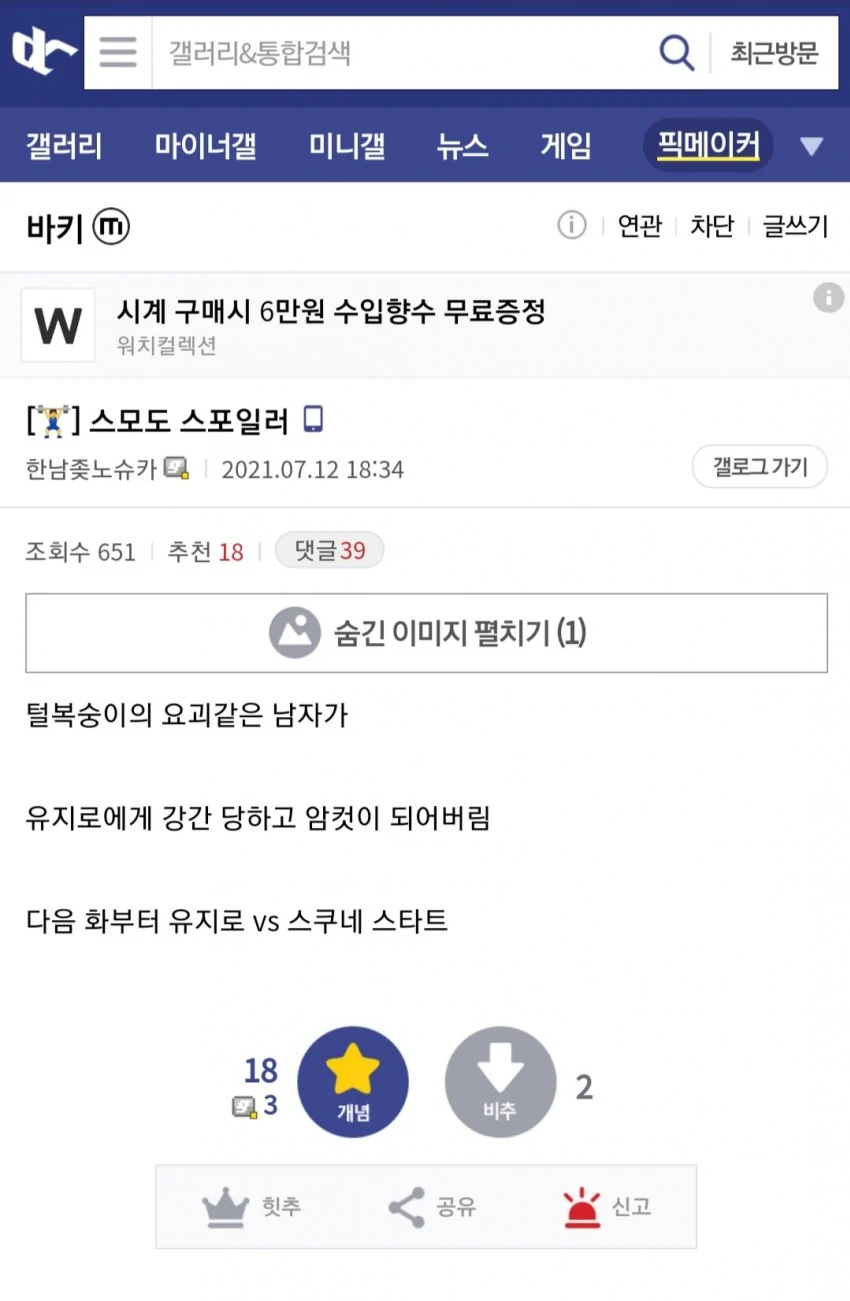 갤러리&통합검색
최근방문
갤러리 마이너갤 미니갤 뉴스 게임 픽메이커
바키 ⓜ
연관 차단 글쓰기
W
시계 구매시 6만원 수입향수 무료증정
워치컬렉션
[🏋️] 스모도 스포일러
한남좆노슈카 2021.07.12 18:34
갤로그 가기
조회수 651 추천 18 댓글 39
숨긴 이미지 펼치기 (1)
털복숭이의 요괴같은 남자가
유지로에게 강간 당하고 암컷이 되어버림
다음 화부터 유지로 vs 스쿠네 스타트
18
3
개념
비추
2
힛추 공유 신고